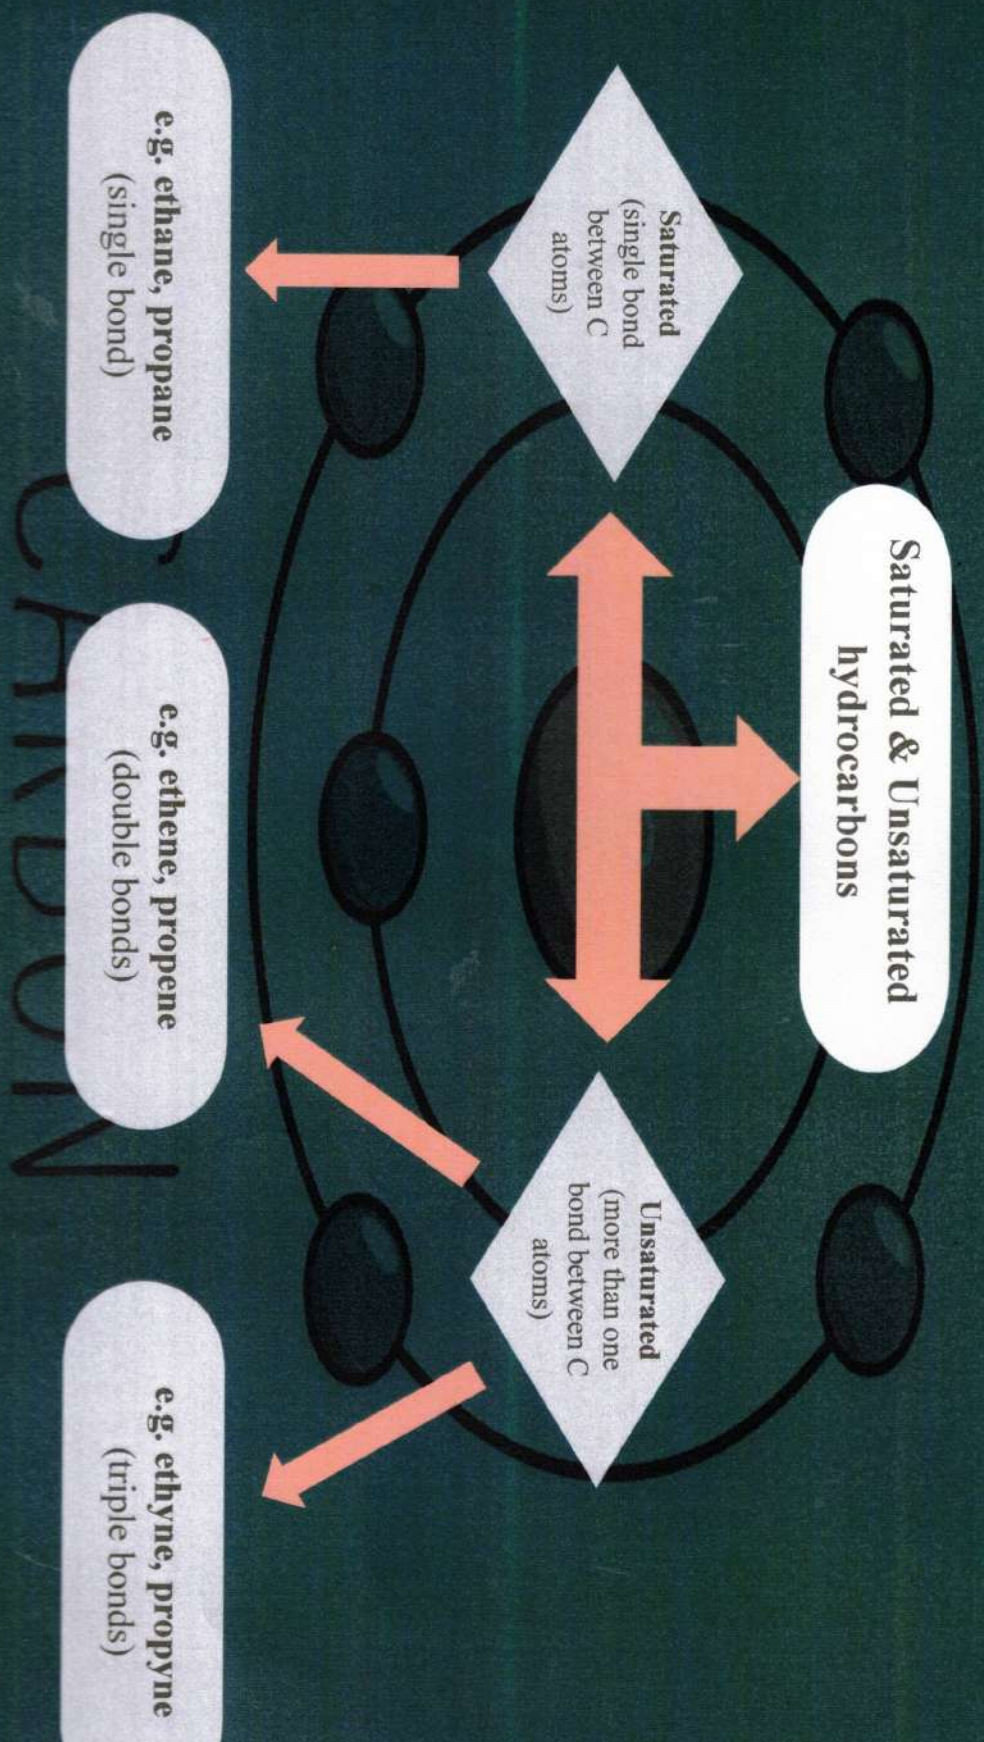 Saturated & Unsaturated
hydrocarbons
Saturated
(single bond
between C
atoms)
Unsaturated
(more than one
bond between C
atoms)
e.g. ethane, propane
(single bond)
e.g. ethene, propene
(double bonds)
e.g. ethyne, propyne
(triple bonds)
CARBON